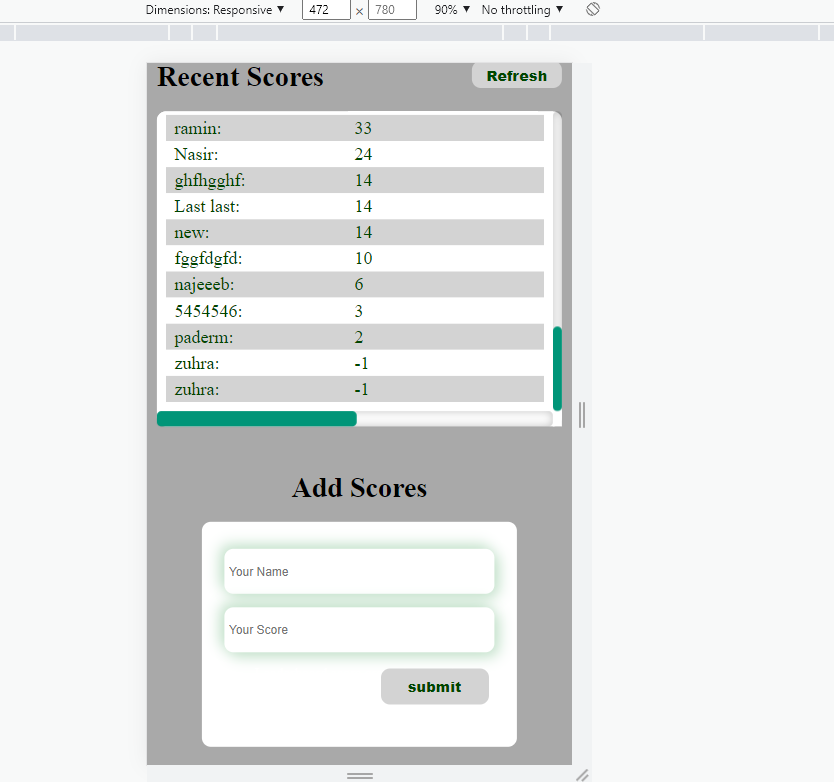 Dimensions: Responsive ▼ 472 × 780 90% ▼ No throttling ▼
Recent Scores Refresh
ramin: 33
Nasir: 24
ghfhgghf: 14
Last last: 14
new: 14
fggfdgfd: 10
najeeeb: 6
5454546: 3
paderm: 2
zuhra: -1
zuhra: -1
Add Scores
Your Name
Your Score
submit